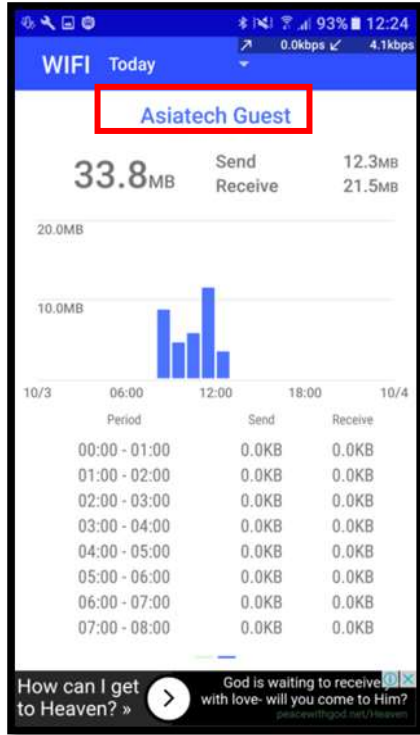 93% 12:24
0.0kbps 4.1kbps
WIFI Today
Asiatech Guest
33.8MB
Send 12.3MB
Receive 21.5MB
20.0MB
10.0MB
10/3 06:00 12:00 18:00 10/4
Period Send Receive
00:00 - 01:00 0.0KB 0.0KB
01:00 - 02:00 0.0KB 0.0KB
02:00 - 03:00 0.0KB 0.0KB
03:00 - 04:00 0.0KB 0.0KB
04:00 - 05:00 0.0KB 0.0KB
05:00 - 06:00 0.0KB 0.0KB
06:00 - 07:00 0.0KB 0.0KB
07:00 - 08:00 0.0KB 0.0KB
How can I get
to Heaven? »
God is waiting to receive
with love- will you come to Him?
peacewithgod.net/Heaven